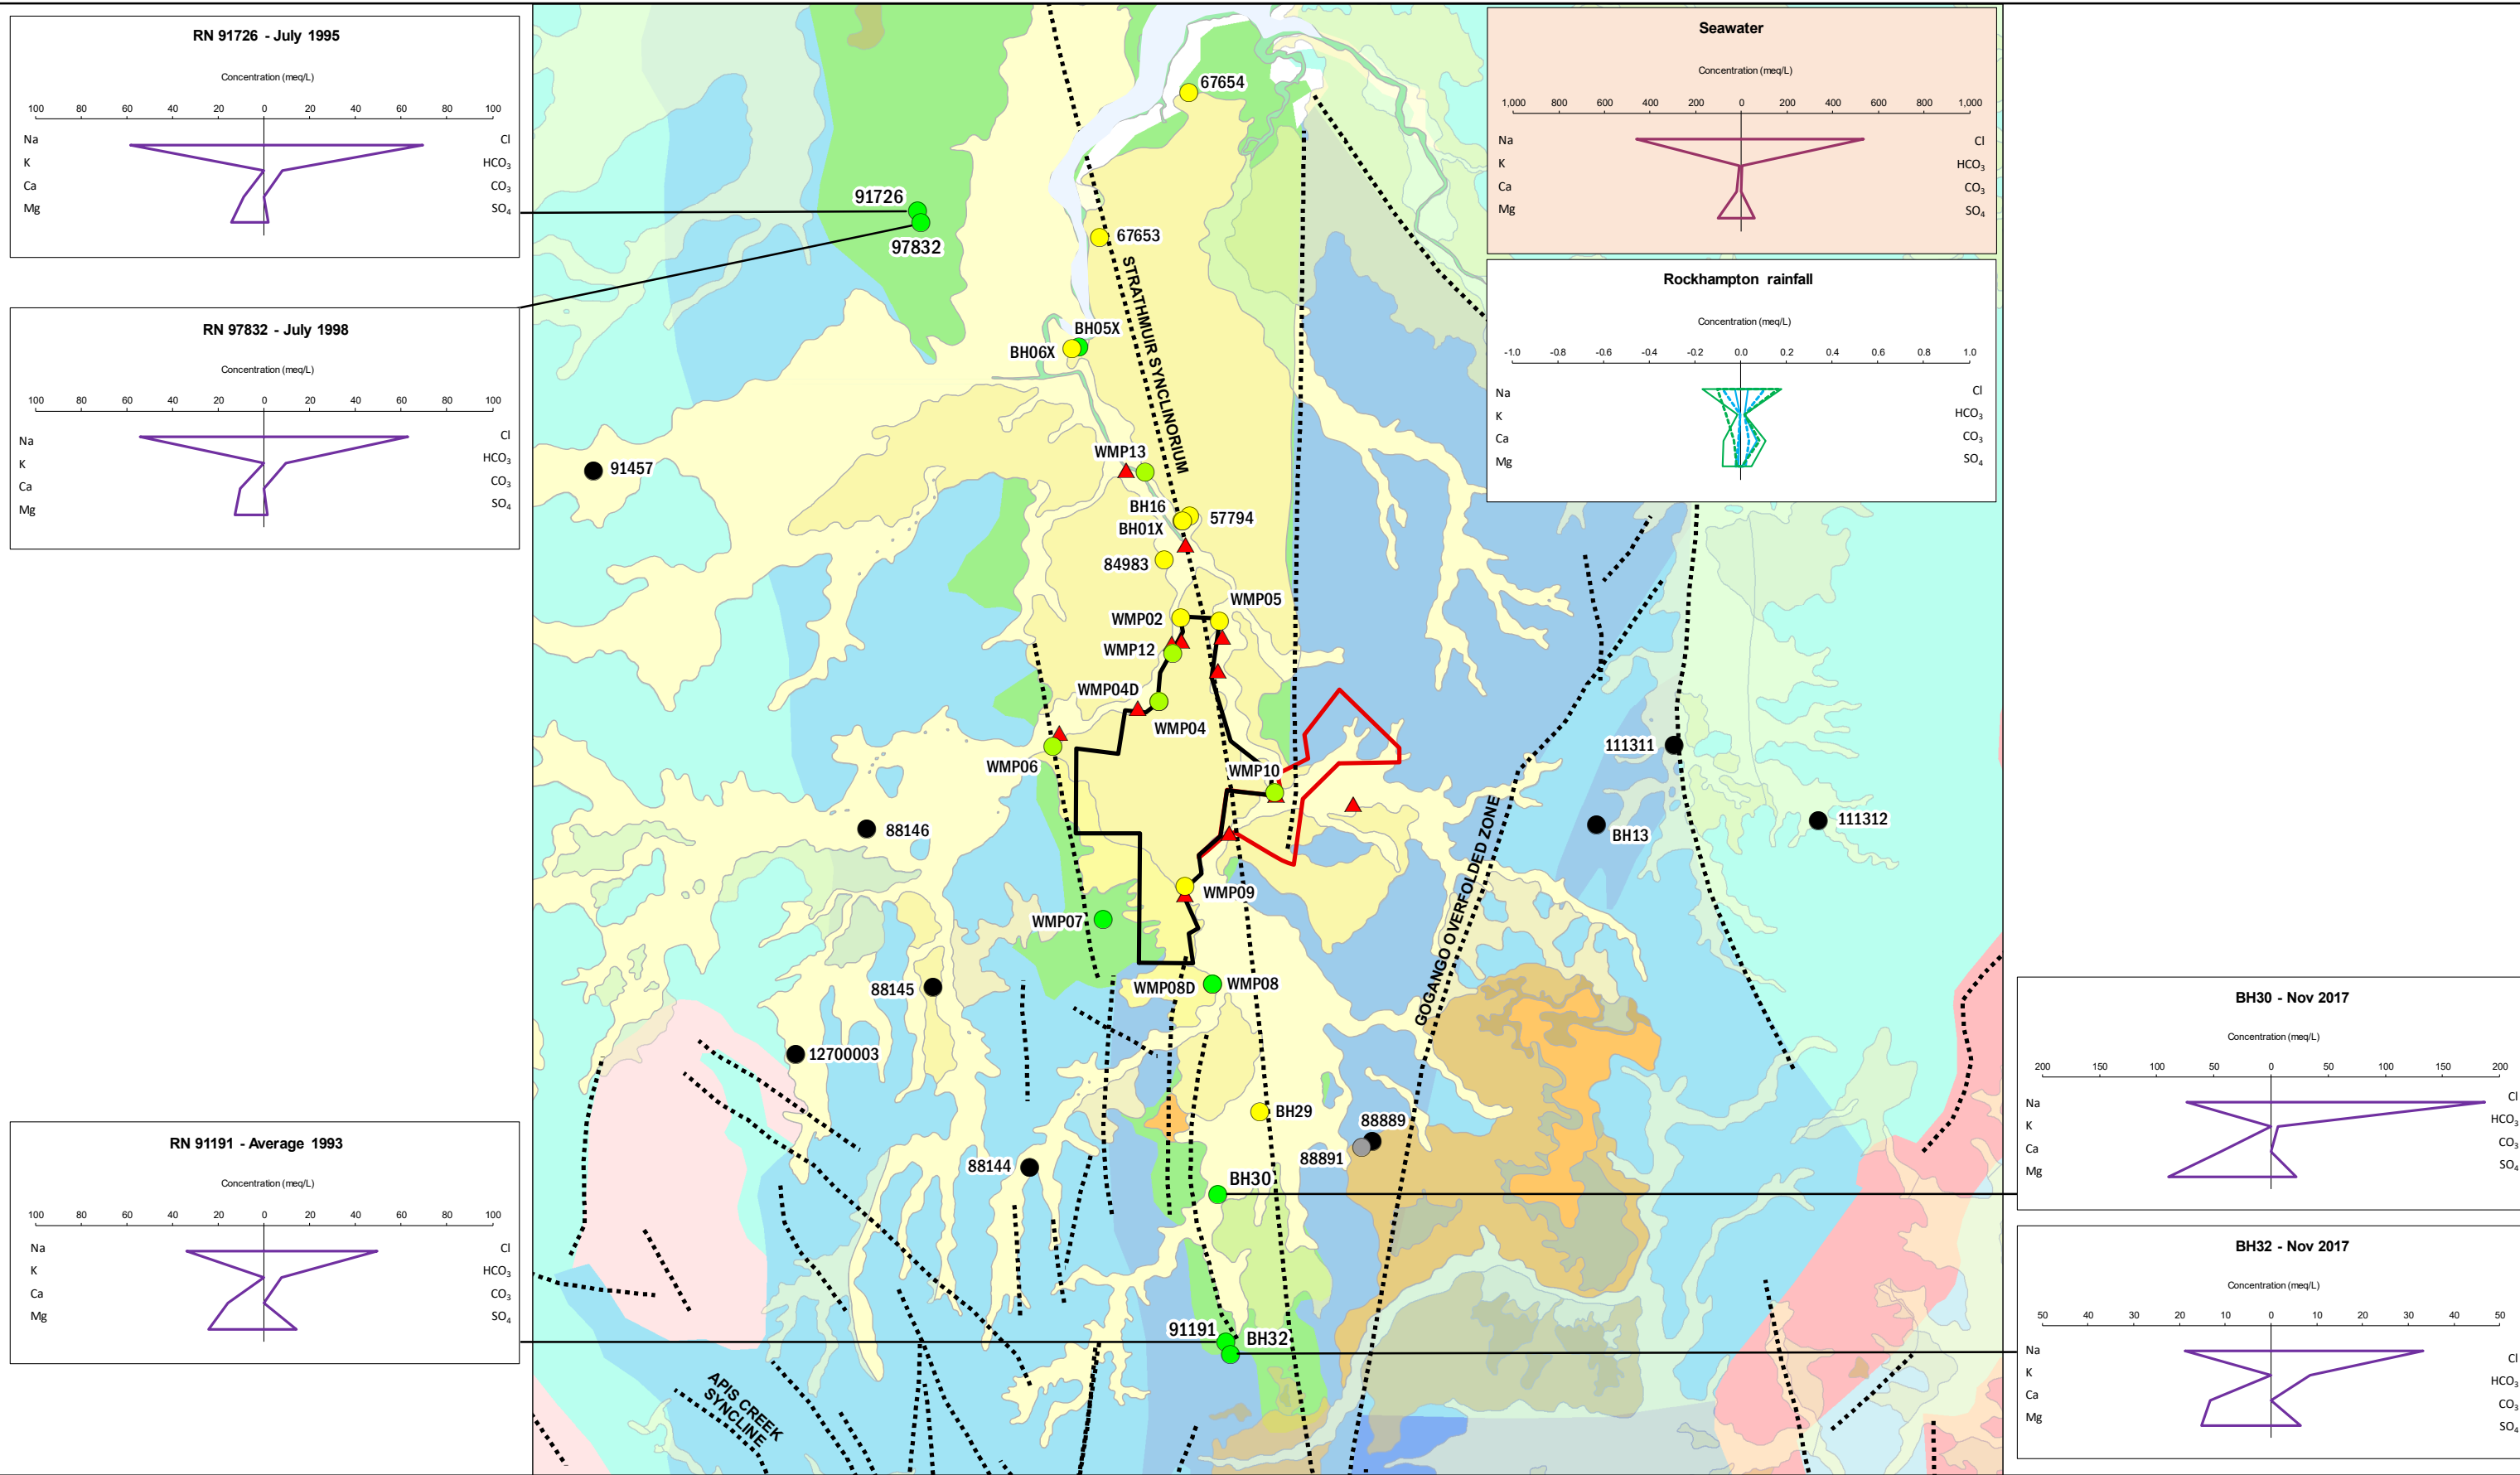 RN 91726 - July 1995
Concentration (meq/L)
100 80 60 40 20 0 20 40 60 80 100
Na Cl
K HCO3
Ca CO3
Mg SO4
RN 97832 - July 1998
Concentration (meq/L)
100 80 60 40 20 0 20 40 60 80 100
Na Cl
K HCO3
Ca CO3
Mg SO4
RN 91191 - Average 1993
Concentration (meq/L)
100 80 60 40 20 0 20 40 60 80 100
Na Cl
K HCO3
Ca CO3
Mg SO4
67654
91726
97832
67653
STRATHMUIR SYNCLINORIUM
BH05X
BH06X
91457
WMP13
BH16
57794
BH01X
84983
WMP05
WMP02
WMP12
WMP04D
WMP04
WMP06
WMP10
111311
88146
BH13
111312
GOGANGO OVERFOLDED ZONE
WMP09
WMP07
88145
WMP08D
WMP08
12700003
BH29
88889
88891
88144
BH30
91191
BH32
APIS CREEK
SYNCLINE
Seawater
Concentration (meq/L)
1,000 800 600 400 200 0 200 400 600 800 1,000
Na Cl
K HCO3
Ca CO3
Mg SO4
Rockhampton rainfall
Concentration (meq/L)
-1.0 -0.8 -0.6 -0.4 -0.2 0.0 0.2 0.4 0.6 0.8 1.0
Na Cl
K HCO3
Ca CO3
Mg SO4
BH30 - Nov 2017
Concentration (meq/L)
200 150 100 50 0 50 100 150 200
Na Cl
K HCO3
Ca CO3
Mg SO4
BH32 - Nov 2017
Concentration (meq/L)
50 40 30 20 10 0 10 20 30 40 50
Na Cl
K HCO3
Ca CO3
Mg SO4